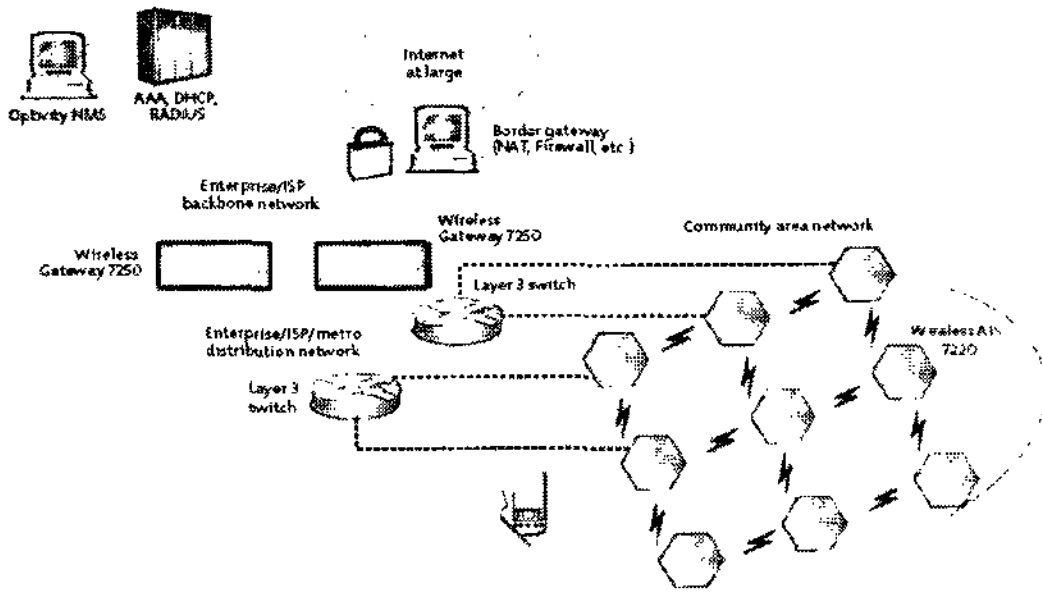 Optivity NMS
AAA, DHCP,
RADIUS
Internet
at large
Border gateway
(NAT, Firewall, etc.)
Enterprise/ISP
backbone network
Wireless
Gateway 7250
Wireless
Gateway 7250
Community area network
Layer 3 switch
Enterprise/ISP/metro
distribution network
Layer 3
switch
Wireless AP
7220